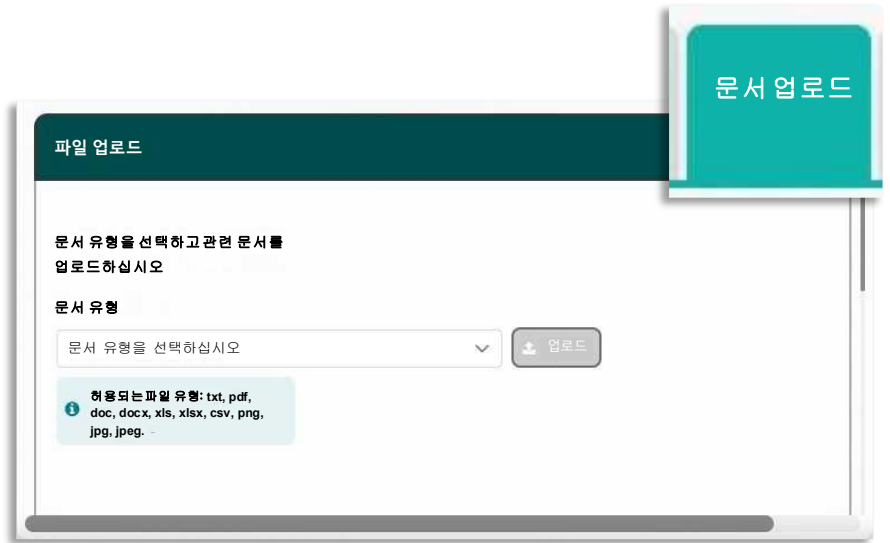 문서 업로드
파일 업로드
문서 유형을 선택하고 관련 문서를
업로드하십시오
문서 유형
문서 유형을 선택하십시오
업로드
허용되는 파일 유형: txt, pdf,
doc, docx, xls, xlsx, csv, png,
jpg, jpeg.